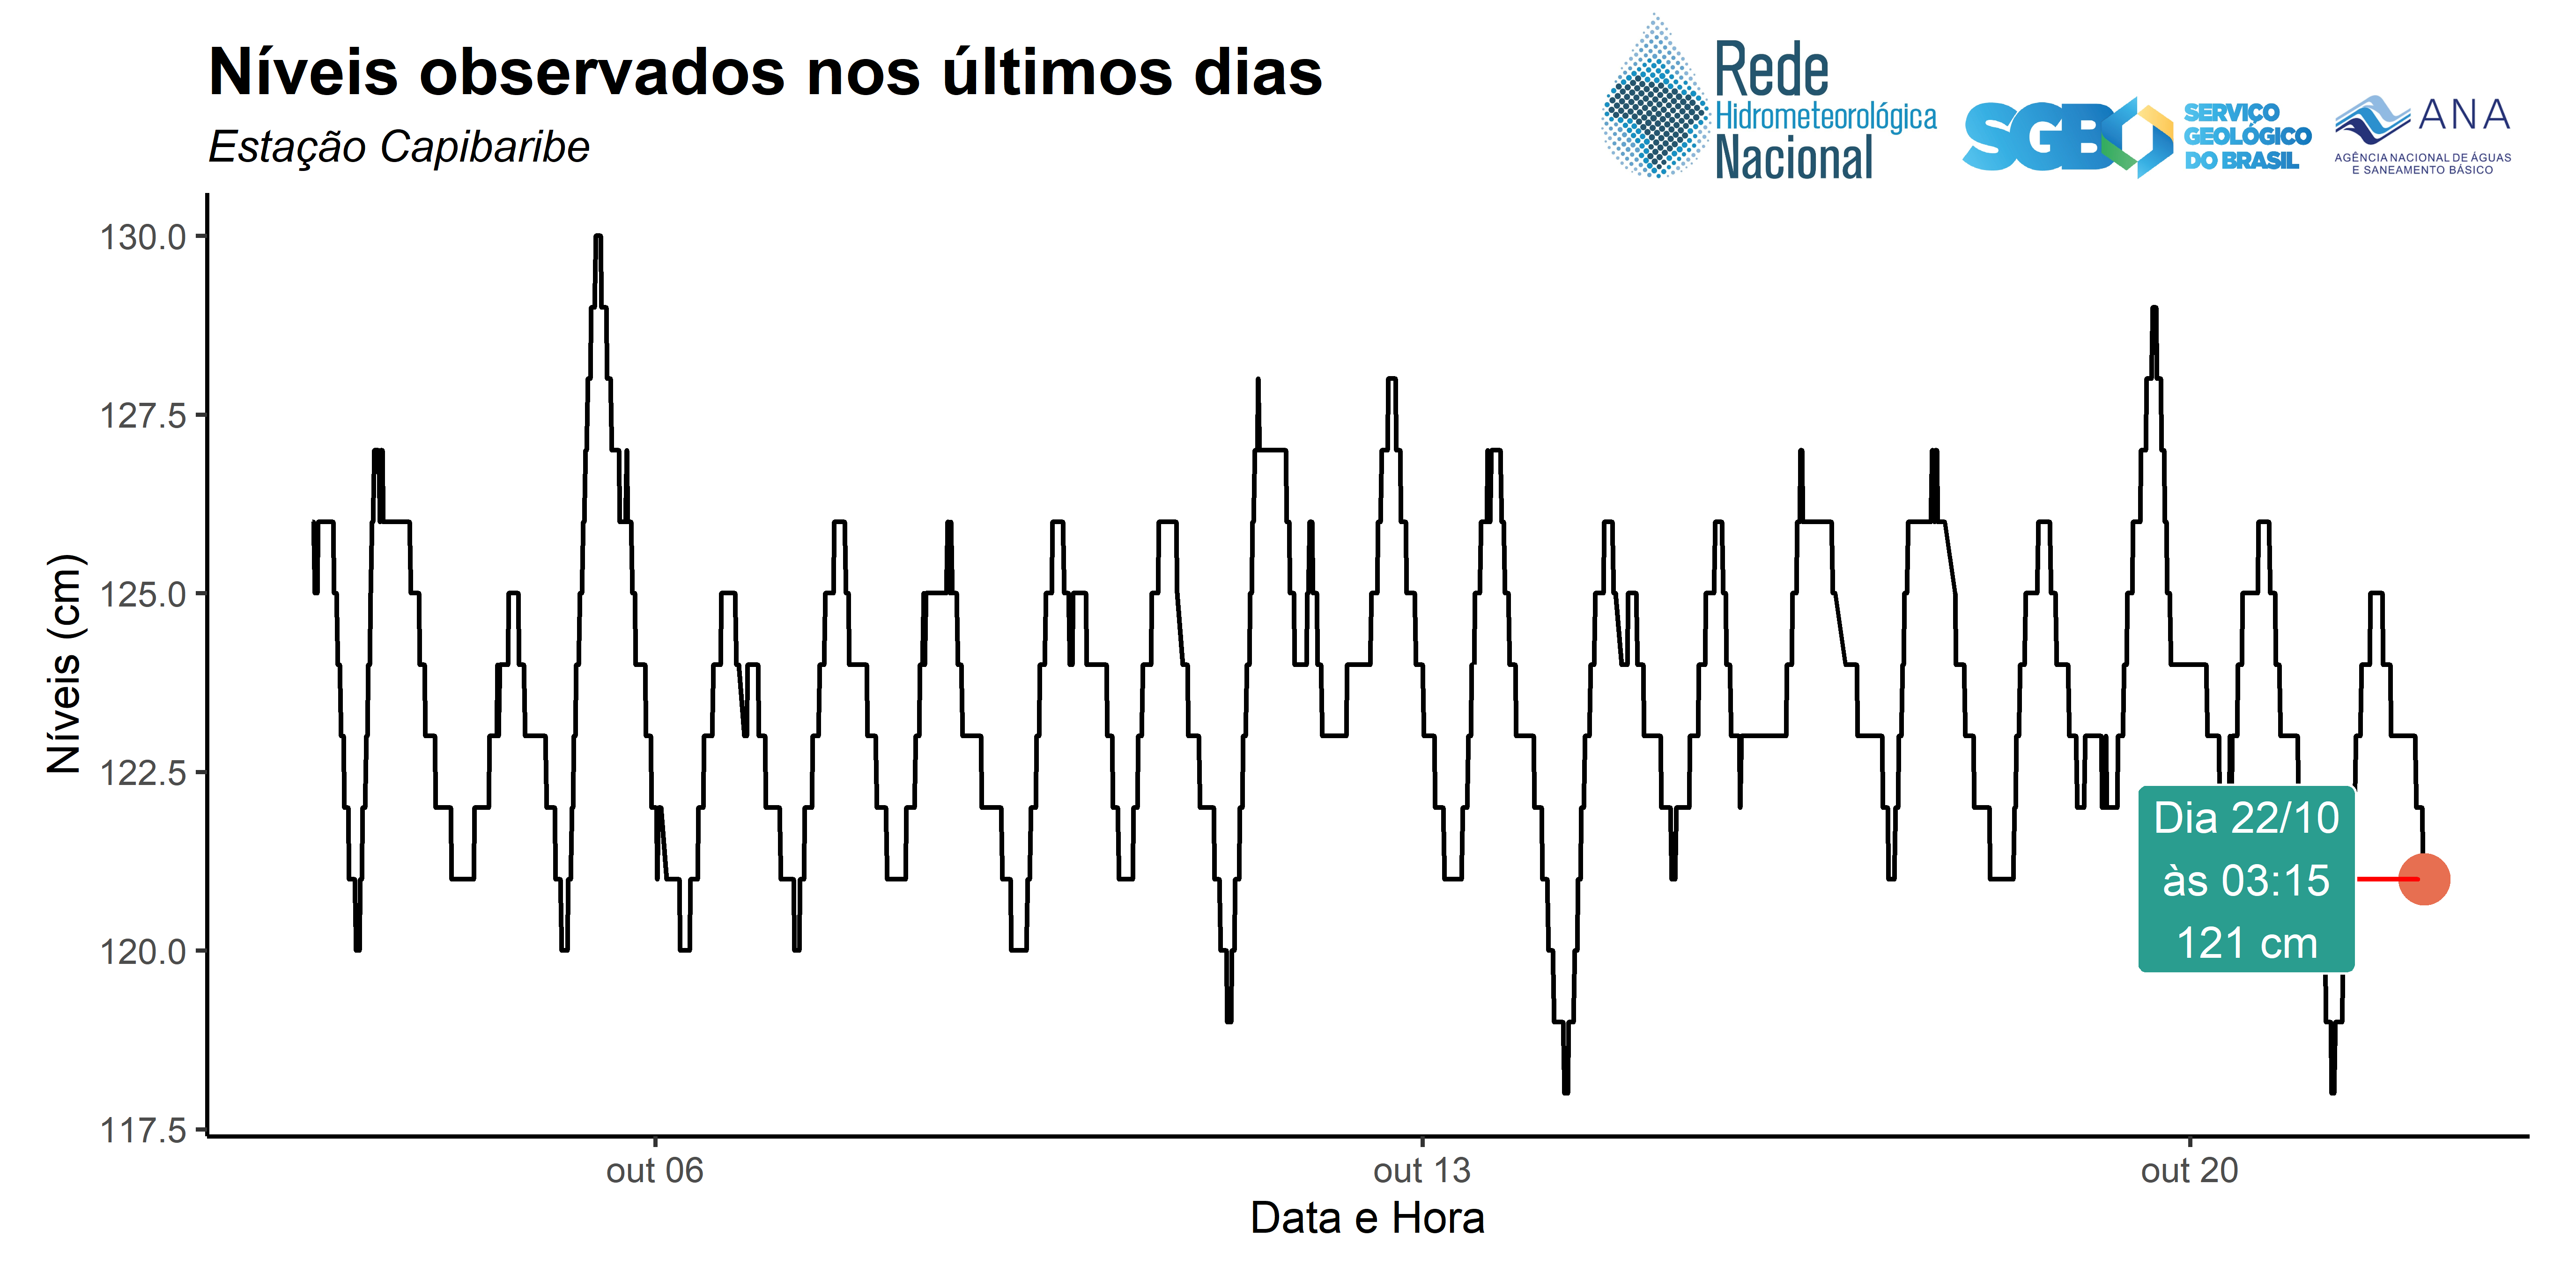 Níveis observados nos últimos dias
Estação Capibaribe
Rede
Hidrometeorológica
Nacional
SGB
SERVIÇO
GEOLÓGICO
DO BRASIL
ANA
AGÊNCIA NACIONAL DE ÁGUAS
E SANEAMENTO BÁSICO
130.0
127.5
125.0
122.5
120.0
117.5
Níveis (cm)
Dia 22/10
às 03:15
121 cm
out 06
out 13
out 20
Data e Hora